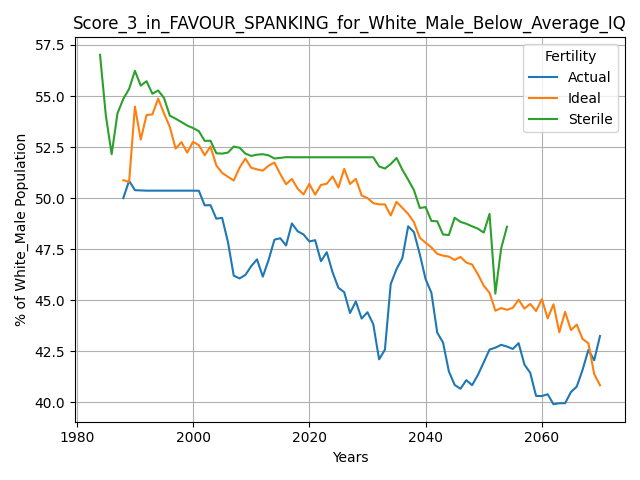 Score_3_in_FAVOUR_SPANKING_for_White_Male_Below_Average_IQ
57.5
55.0
52.5
50.0
47.5
45.0
42.5
40.0
% of White_Male Population
Fertility
Actual
Ideal
Sterile
1980
2000
2020
2040
2060
Years